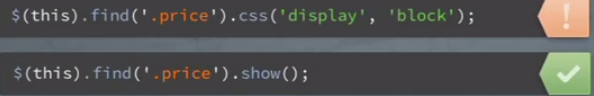 $(this).find('.price').css('display', 'block');
!
$(this).find('.price').show();